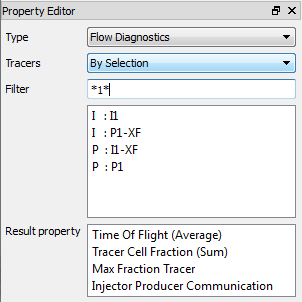 Property Editor
Type Flow Diagnostics
Tracers By Selection
Filter *1*
I : I1
I : P1-XF
P : I1-XF
P : P1
Result property Time Of Flight (Average)
Tracer Cell Fraction (Sum)
Max Fraction Tracer
Injector Producer Communication